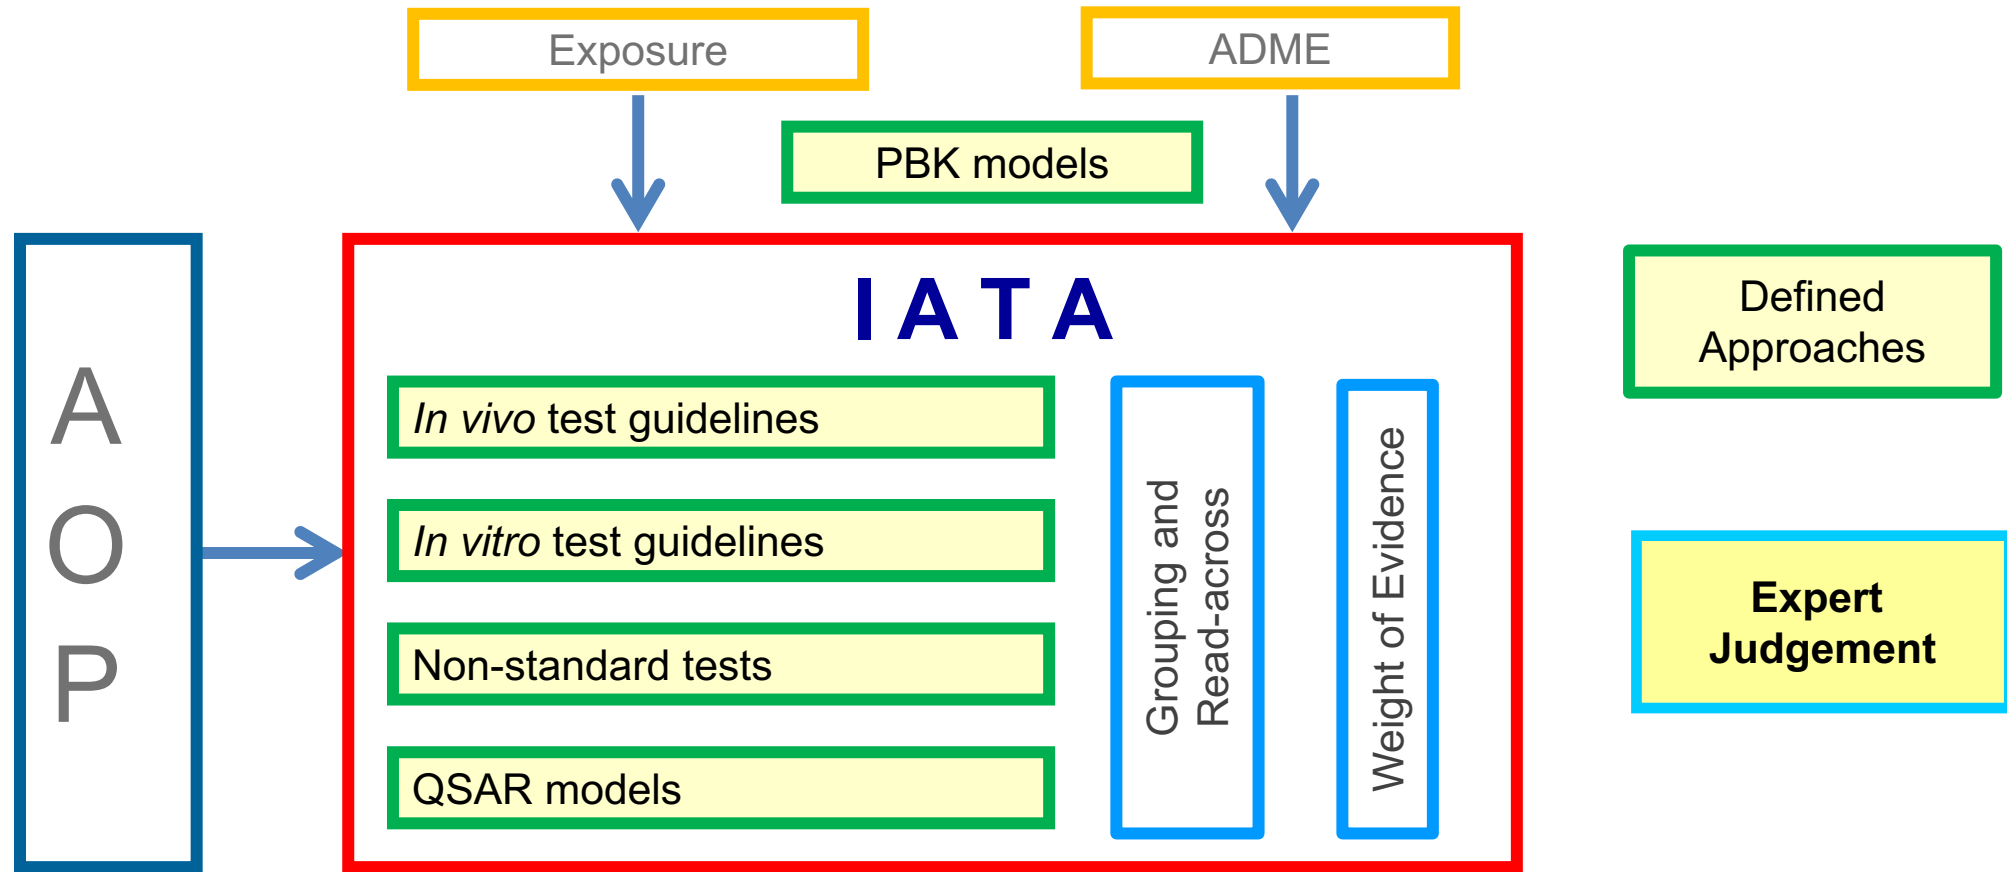 Exposure
ADME
PBK models
I A T A
A
O
P
In vivo test guidelines
In vitro test guidelines
Non-standard tests
QSAR models
Grouping and
Read-across
Weight of Evidence
Defined
Approaches
Expert
Judgement